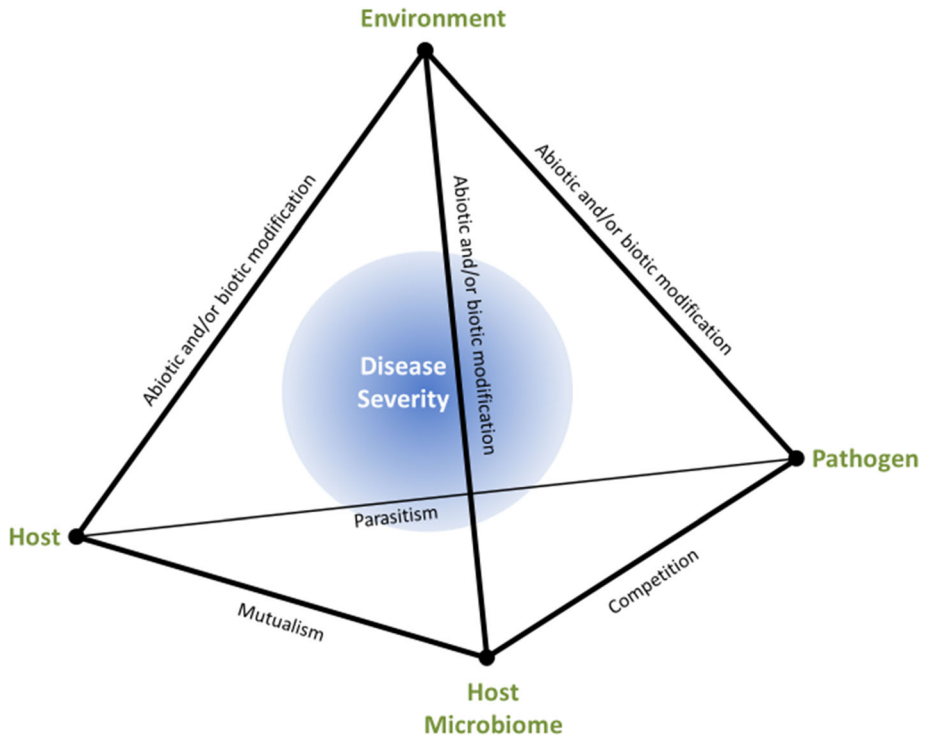 Environment
Abiotic and/or biotic modification
Abiotic and/or biotic modification
Abiotic and/or biotic modification
Disease
Severity
Pathogen
Parasitism
Host
Competition
Mutualism
Host
Microbiome